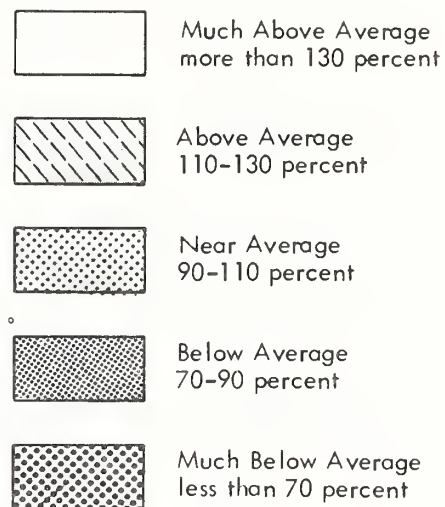 Much Above Average
more than 130 percent
Above Average
110-130 percent
Near Average
90-110 percent
Below Average
70-90 percent
Much Below Average
less than 70 percent